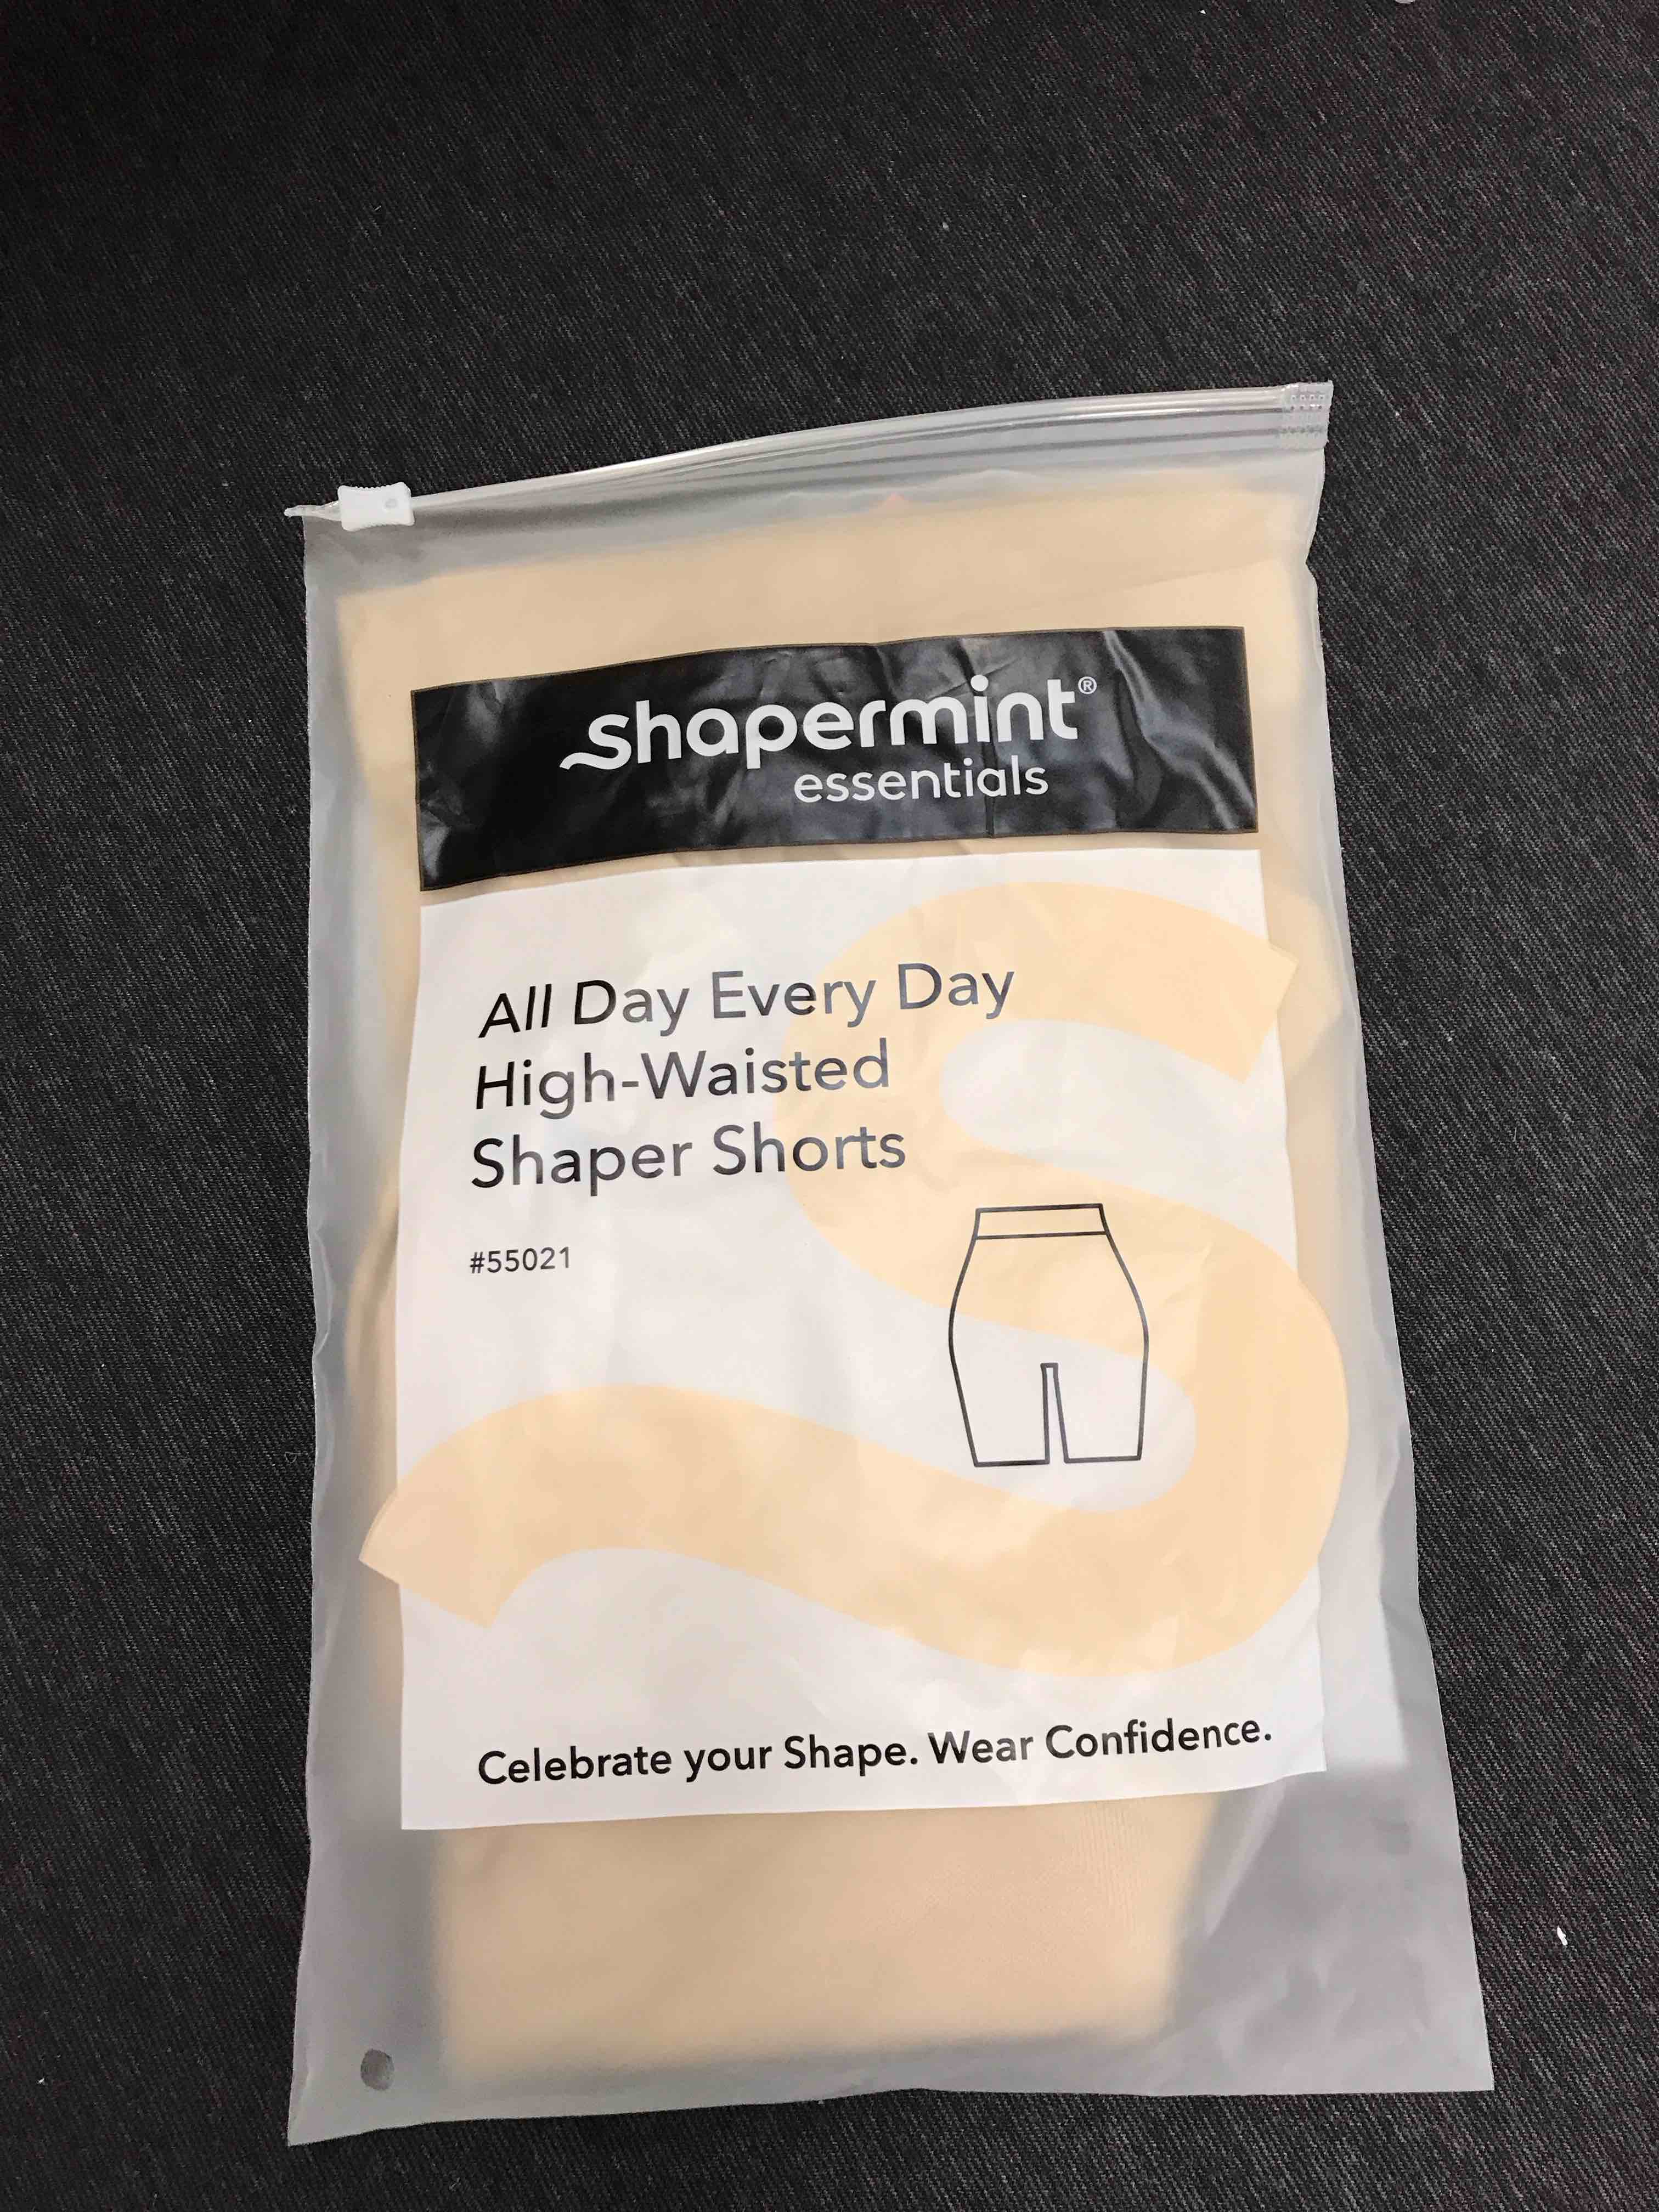 shapermint®
essentials
All Day Every Day
High-Waisted
Shaper Shorts
#55021
Celebrate your Shape. Wear Confidence.